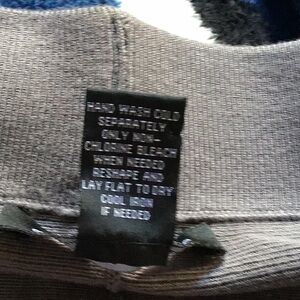 HAND WASH COLD
SEPARATELY
ONLY NON-
CHLORINE BLEACH
WHEN NEEDED
RESHAPE AND
LAY FLAT TO DRY
COOL IRON
IF NEEDED